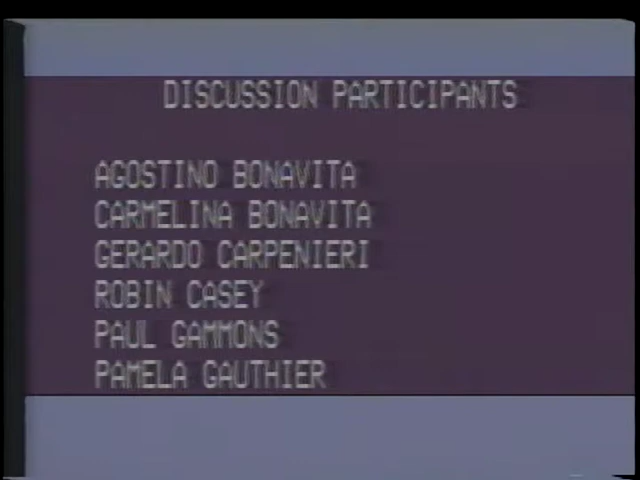 DISCUSSION PARTICIPANTS
AGOSTINO BONAVITA
CARMELINA BONAVITA
GERARDO CARPENIERI
ROBIN CASEY
PAUL GAMMONS
PAMELA GAUTHIER